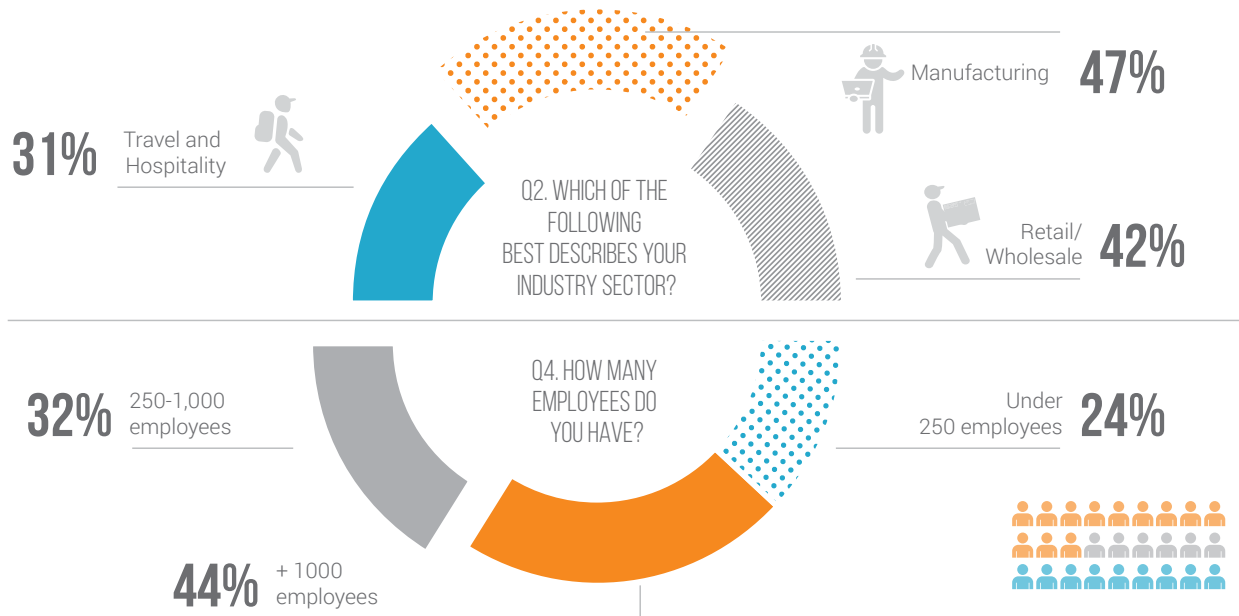 Manufacturing 47%
31% Travel and
Hospitality
Q2. WHICH OF THE
FOLLOWING
BEST DESCRIBES YOUR
INDUSTRY SECTOR?
Retail/
Wholesale 42%
Q4. HOW MANY
EMPLOYEES DO
YOU HAVE?
32% 250-1,000
employees
Under
250 employees 24%
44% + 1000
employees